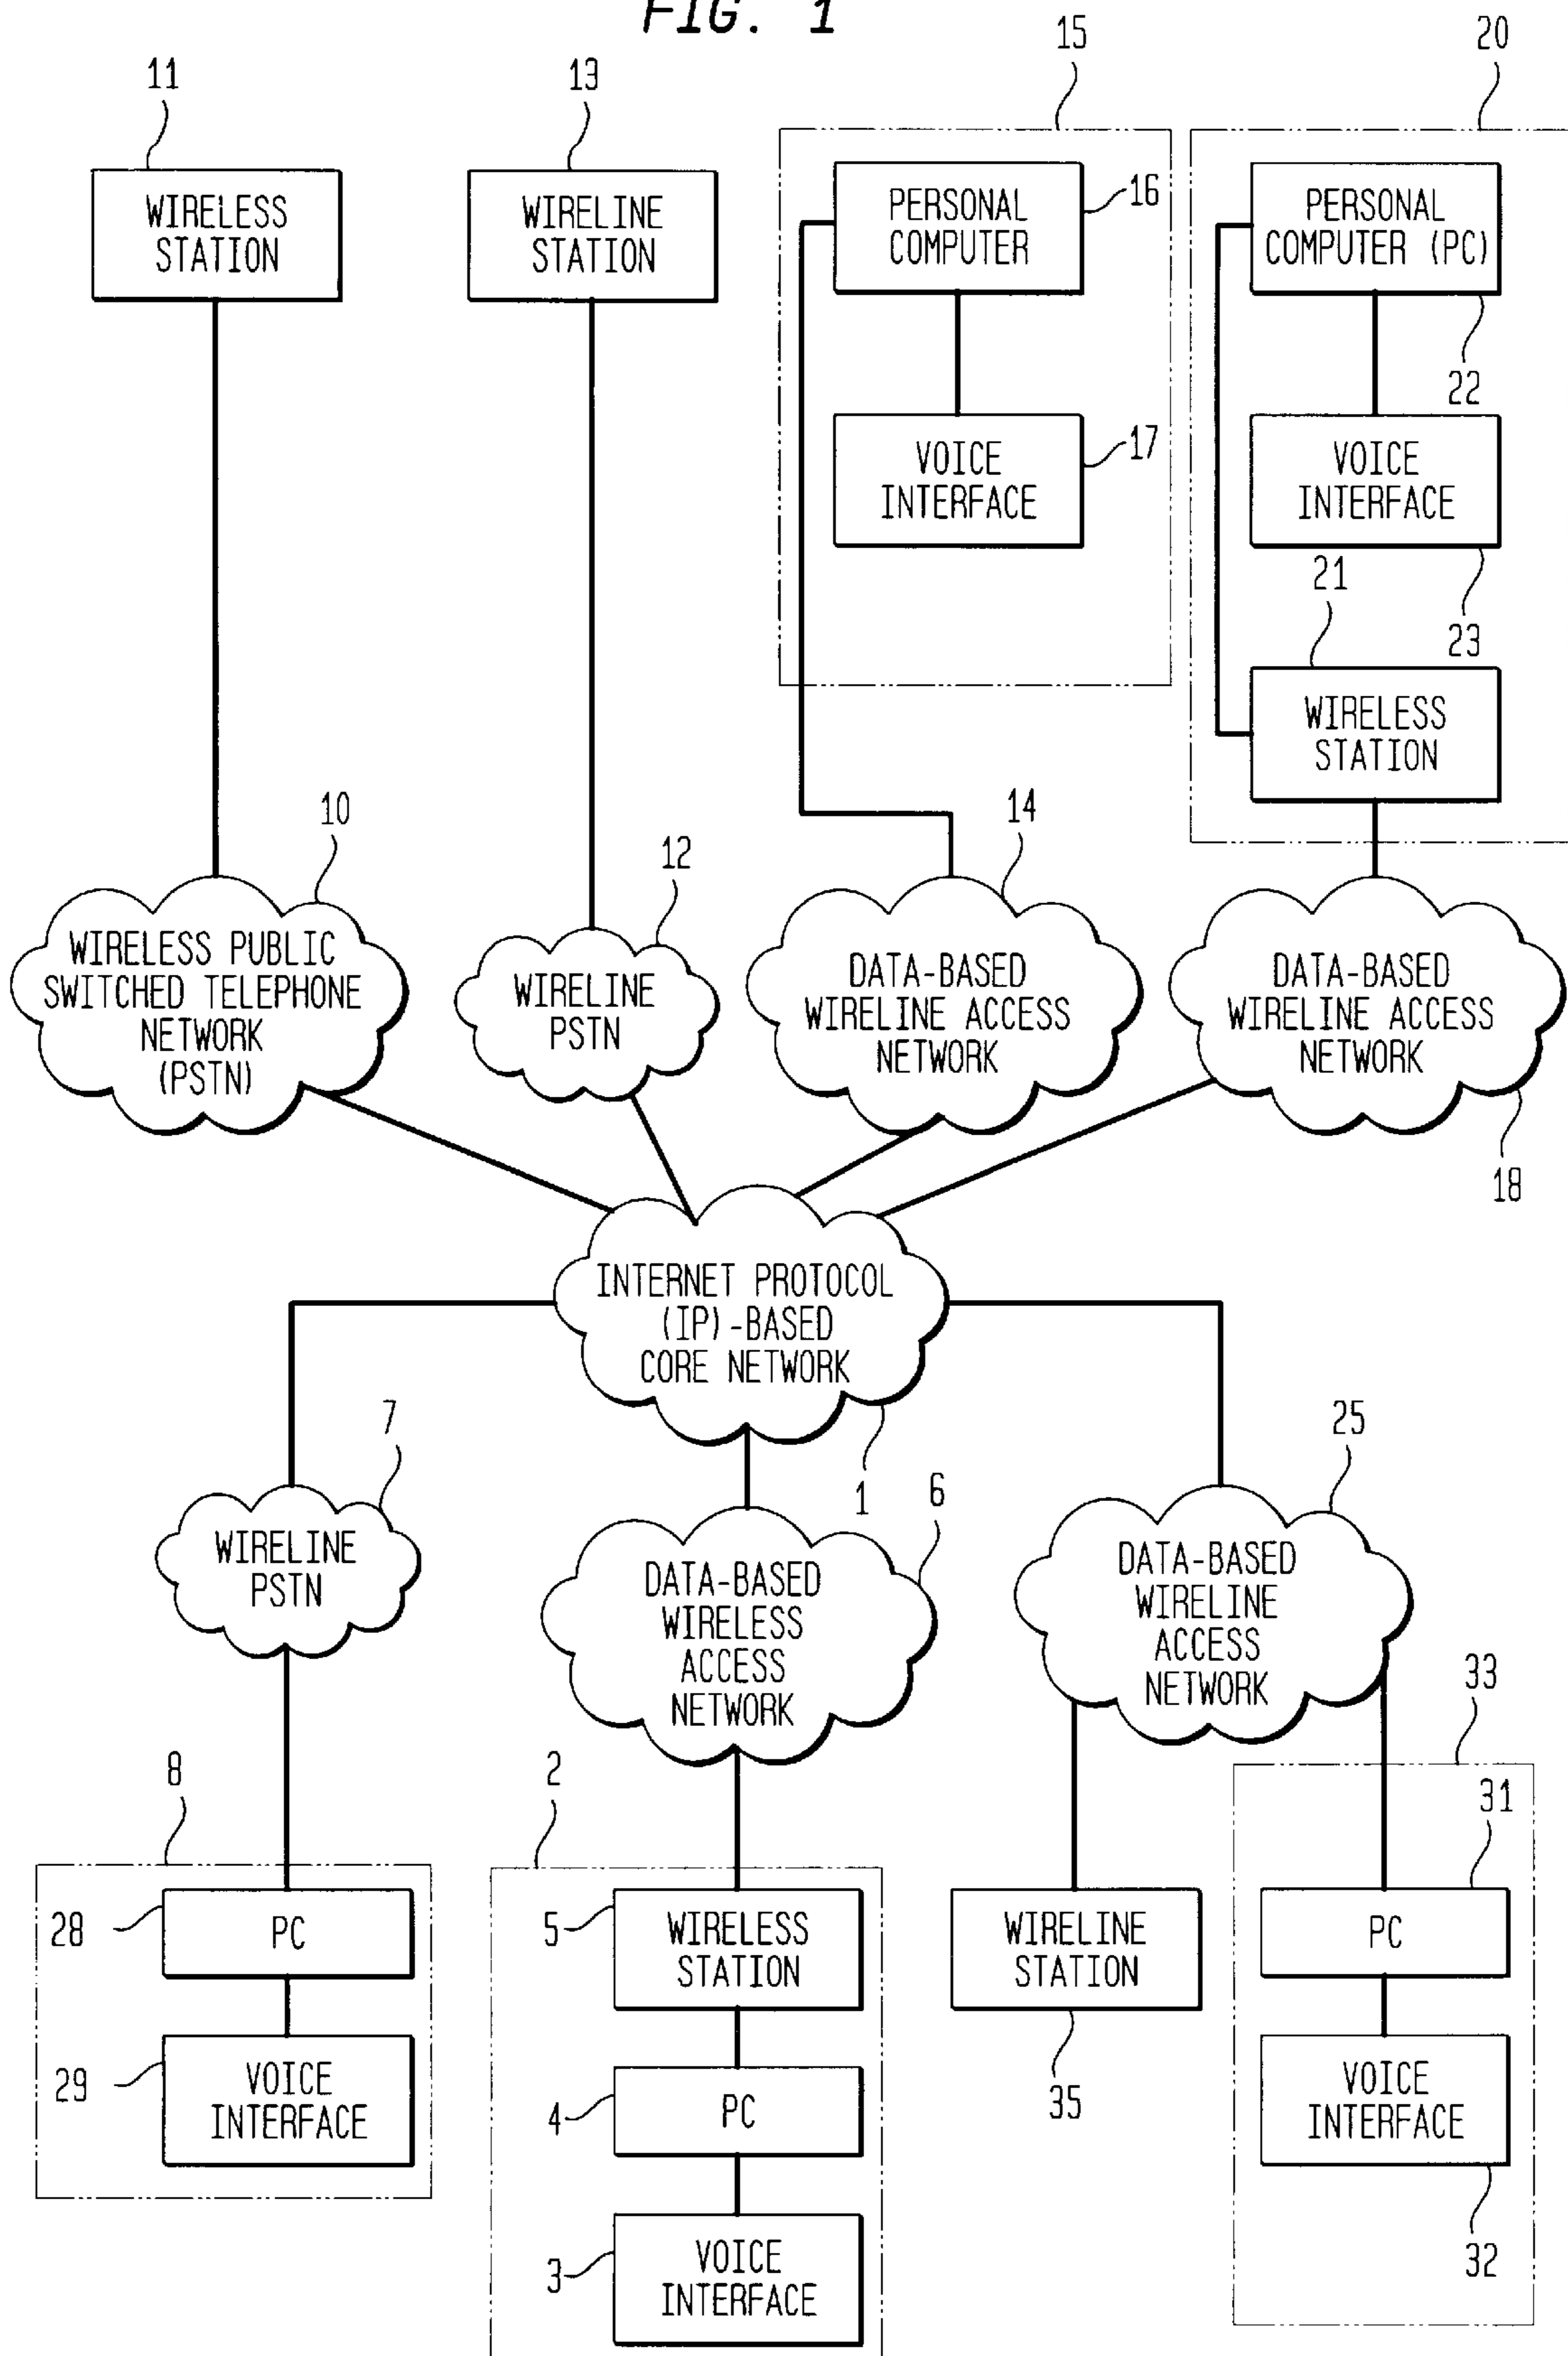 FIG. 1
11
13
15
20
WIRELESS
STATION
WIRELINE
STATION
PERSONAL
COMPUTER
16
PERSONAL
COMPUTER (PC)
22
VOICE
INTERFACE
17
VOICE
INTERFACE
21
23
WIRELESS
STATION
10
12
14
WIRELESS PUBLIC
SWITCHED TELEPHONE
NETWORK
(PSTN)
WIRELINE
PSTN
DATA-BASED
WIRELINE ACCESS
NETWORK
DATA-BASED
WIRELINE ACCESS
NETWORK
18
INTERNET PROTOCOL
(IP)-BASED
CORE NETWORK
7
1
6
25
WIRELINE
PSTN
DATA-BASED
WIRELESS
ACCESS
NETWORK
DATA-BASED
WIRELINE
ACCESS
NETWORK
33
8
2
31
28
PC
5
WIRELESS
STATION
WIRELINE
STATION
PC
29
VOICE
INTERFACE
4
PC
35
VOICE
INTERFACE
3
VOICE
INTERFACE
32